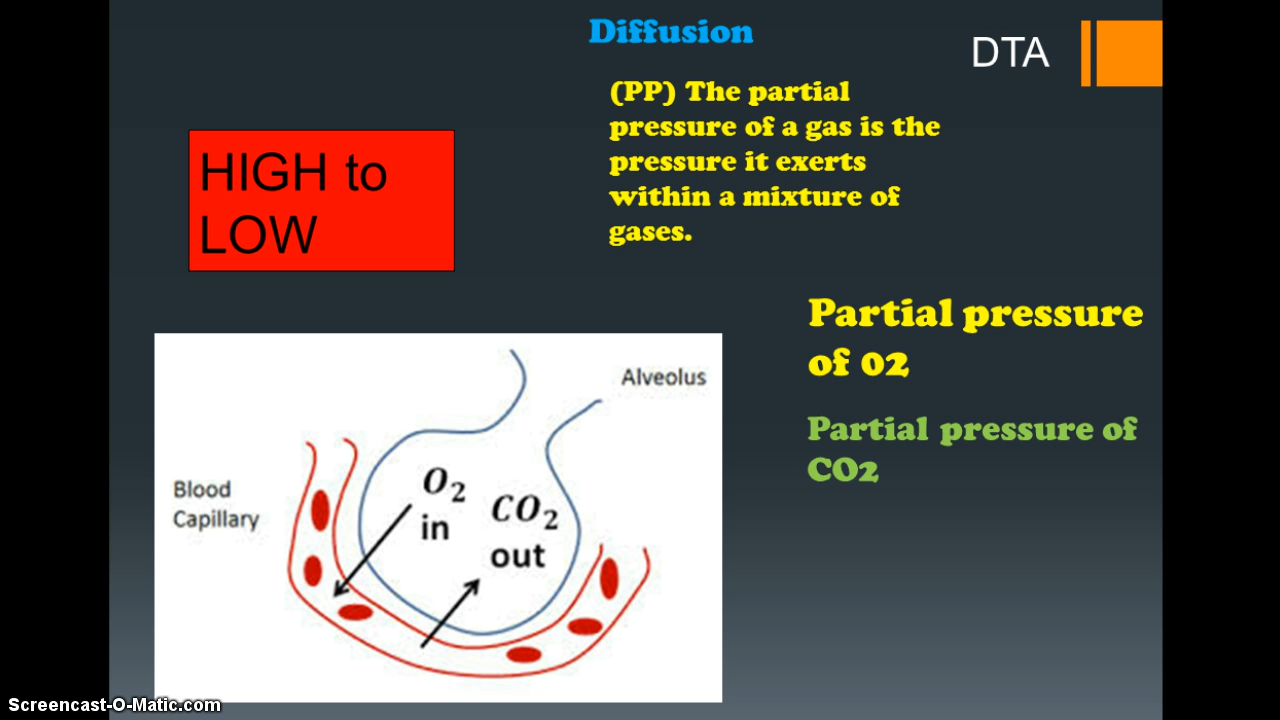 Diffusion
DTA
(PP) The partial
pressure of a gas is the
pressure it exerts
within a mixture of
gases.
HIGH to
LOW
Partial pressure
of 02
Partial pressure of
CO2
Alveolus
Blood
Capillary
O₂
in
CO₂
out
Screencast-O-Matic.com